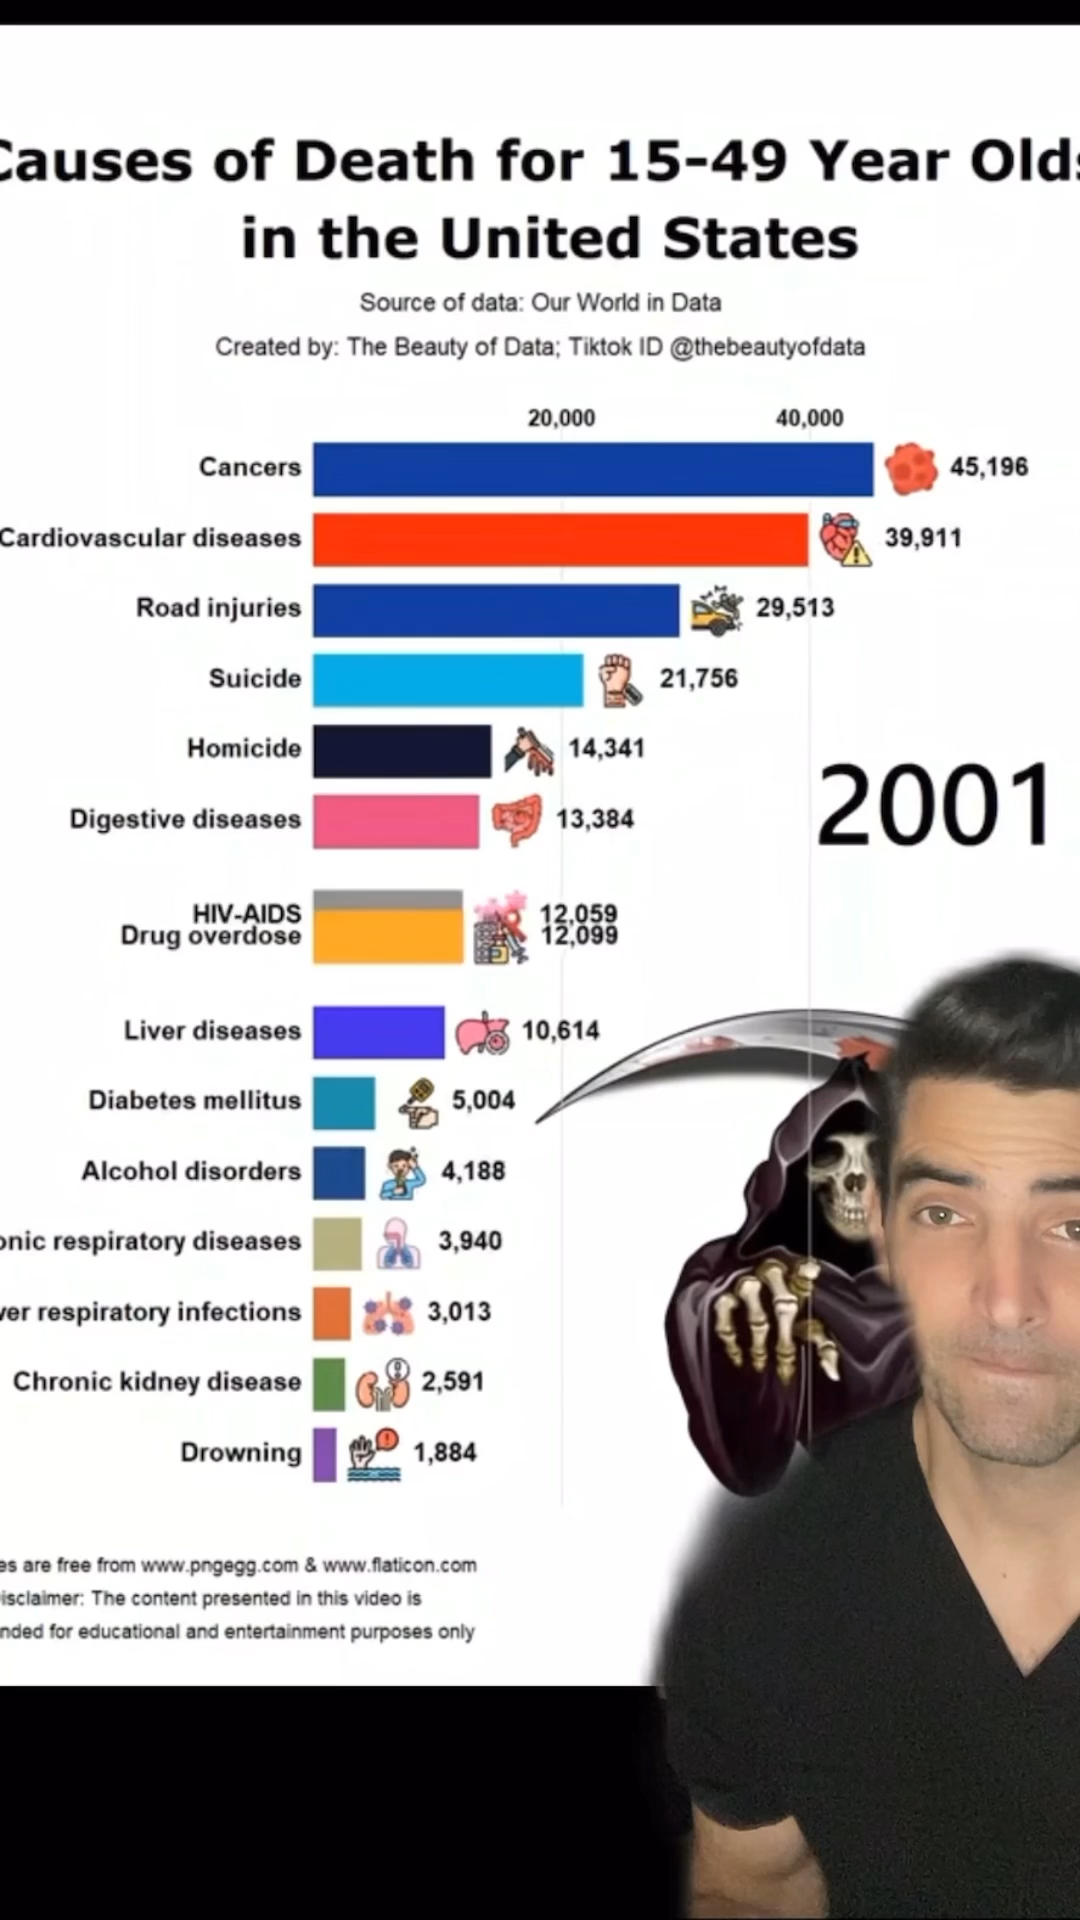 Causes of Death for 15-49 Year Olds
in the United States
Source of data: Our World in Data
Created by: The Beauty of Data; Tiktok ID @thebeautyofdata
20,000 40,000
Cancers 45,196
Cardiovascular diseases 39,911
Road injuries 29,513
Suicide 21,756
Homicide 14,341
2001
Digestive diseases 13,384
HIV-AIDS 12,059
Drug overdose 12,099
Liver diseases 10,614
Diabetes mellitus 5,004
Alcohol disorders 4,188
onic respiratory diseases 3,940
ver respiratory infections 3,013
Chronic kidney disease 2,591
Drowning 1,884
es are free from www.pngegg.com & www.flaticon.com
isclaimer: The content presented in this video is
nded for educational and entertainment purposes only